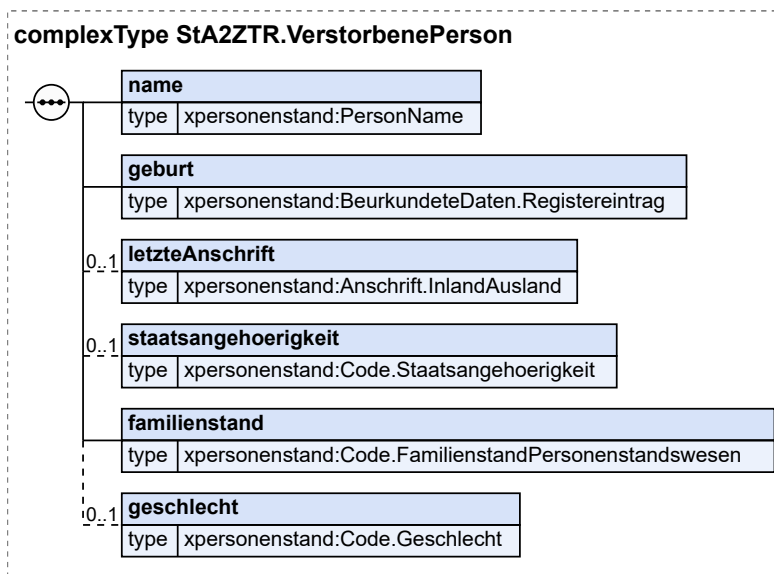 complexType StA2ZTR.VerstorbenePerson
name
type xpersonenstand:PersonName
geburt
type xpersonenstand:BeurkundeteDaten.Registereintrag
0..1 letzteAnschrift
type xpersonenstand:Anschrift.InlandAusland
0..1 staatsangehoerigkeit
type xpersonenstand:Code.Staatsangehoerigkeit
familienstand
type xpersonenstand:Code.FamilienstandPersonenstandswesen
0..1 geschlecht
type xpersonenstand:Code.Geschlecht